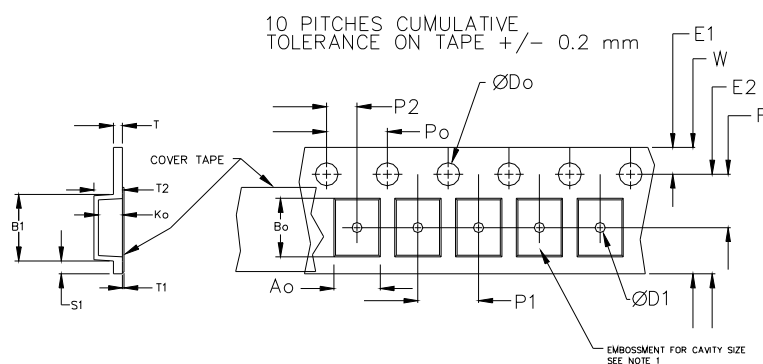 10 PITCHES CUMULATIVE
TOLERANCE ON TAPE +/- 0.2 mm
E1
W
E2
F
ØDo
P2
Po
T
COVER TAPE
T2
Ko
B1
Bo
S1
T1
Ao
P1
ØD1
EMBOSSMENT FOR CAVITY SIZE
SEE NOTE 1